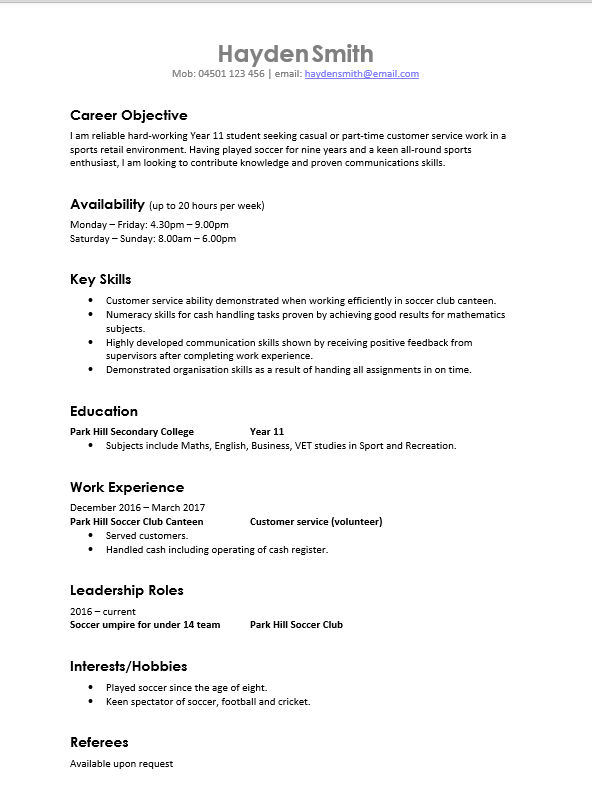 Hayden Smith
Mob: 04501 123 456 | email: haydensmith@email.com
Career Objective
I am reliable hard-working Year 11 student seeking casual or part-time customer service work in a
sports retail environment. Having played soccer for nine years and a keen all-round sports
enthusiast, I am looking to contribute knowledge and proven communications skills.
Availability (up to 20 hours per week)
Monday – Friday: 4.30pm – 9.00pm
Saturday – Sunday: 8.00am – 6.00pm
Key Skills
• Customer service ability demonstrated when working efficiently in soccer club canteen.
• Numeracy skills for cash handling tasks proven by achieving good results for mathematics
subjects.
• Highly developed communication skills shown by receiving positive feedback from
supervisors after completing work experience.
• Demonstrated organisation skills as a result of handing all assignments in on time.
Education
Park Hill Secondary College Year 11
• Subjects include Maths, English, Business, VET studies in Sport and Recreation.
Work Experience
December 2016 – March 2017
Park Hill Soccer Club Canteen Customer service (volunteer)
• Served customers.
• Handled cash including operating of cash register.
Leadership Roles
2016 – current
Soccer umpire for under 14 team Park Hill Soccer Club
Interests/Hobbies
• Played soccer since the age of eight.
• Keen spectator of soccer, football and cricket.
Referees
Available upon request